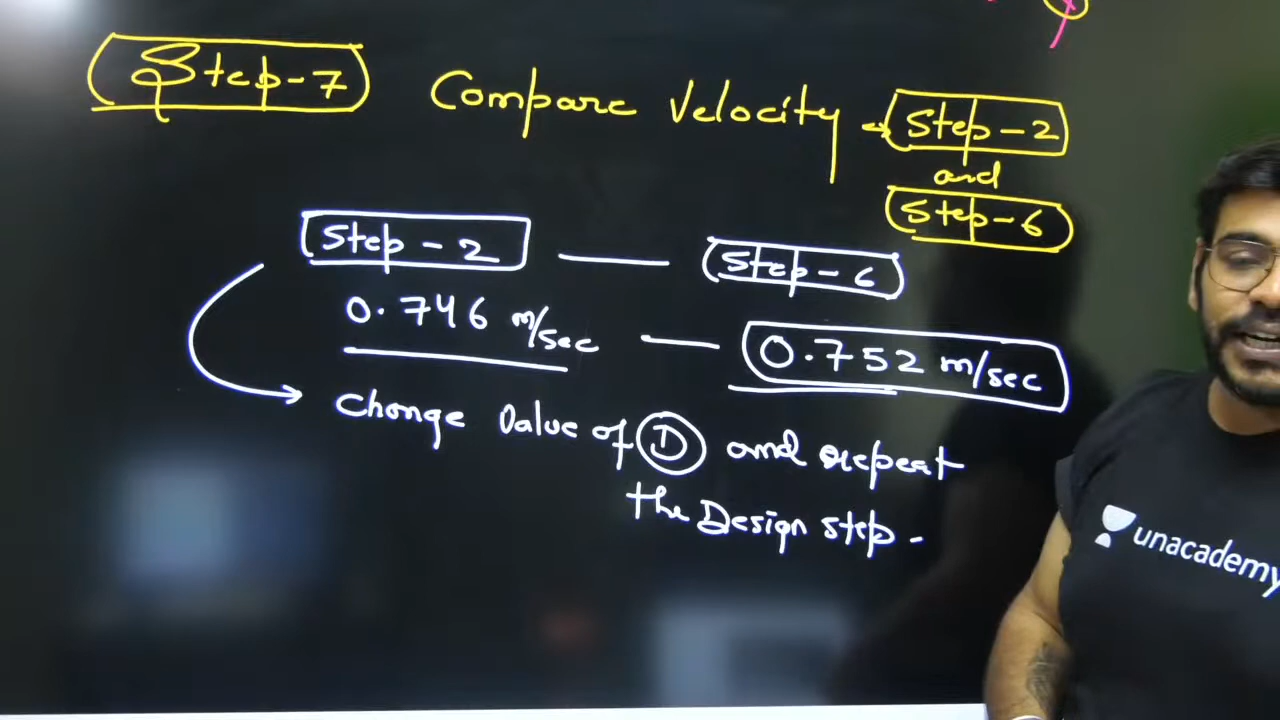 Step-7 Compare Velocity → Step-2
and
Step-6
Step-2 — Step-6
0.746 m/sec — 0.752 m/sec
Change Value of D and repeat
the Design step.
unacademy